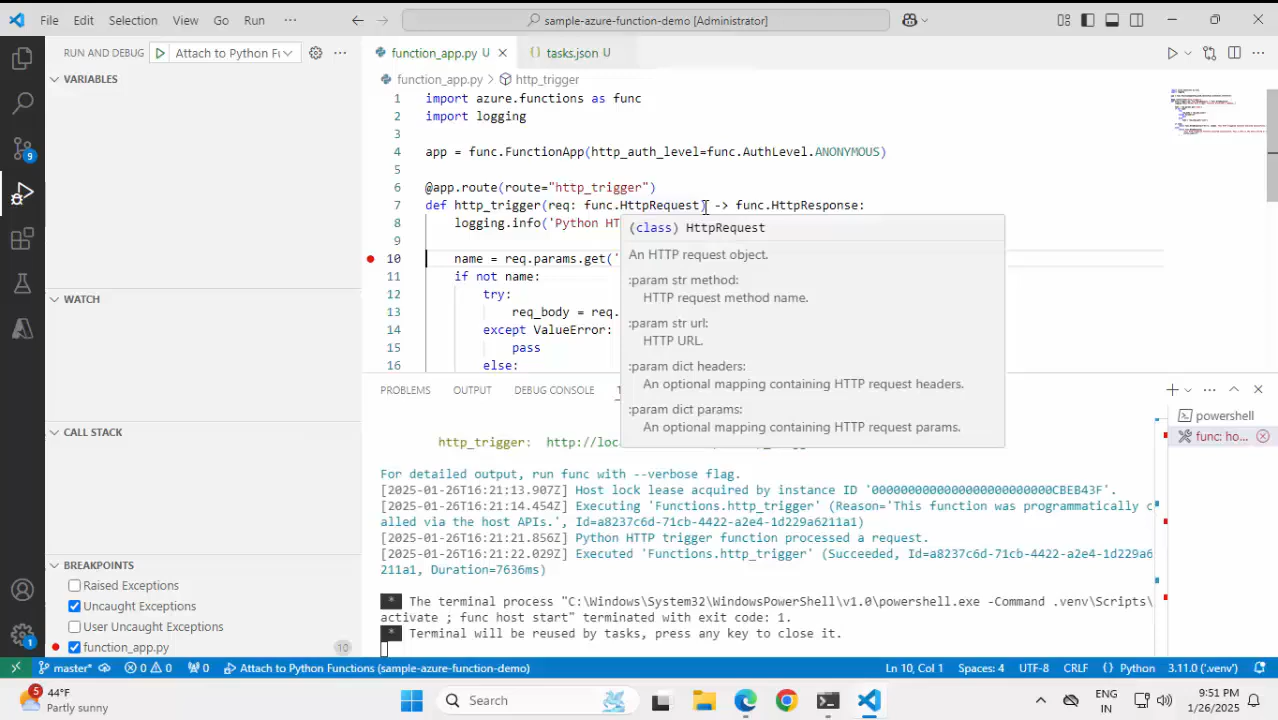 File Edit Selection View Go Run ··· sample-azure-function-demo [Administrator]
RUN AND DEBUG Attach to Python Fu
VARIABLES
WATCH
CALL STACK
BREAKPOINTS
Raised Exceptions
Uncaught Exceptions
User Uncaught Exceptions
function_app.py 10
9
1
function_app.py U tasks.json U
function_app.py > http_trigger
1 import azure.functions as func
2 import logging
3
4 app = func.FunctionApp(http_auth_level=func.AuthLevel.ANONYMOUS)
5
6 @app.route(route="http_trigger")
7 def http_trigger(req: func.HttpRequest) -> func.HttpResponse:
8 logging.info('Python HT
9
10 name = req.params.get('
11 if not name:
12 try:
13 req_body = req.
14 except ValueError:
15 pass
16 else:
(class) HttpRequest
An HTTP request object.
:param str method:
HTTP request method name.
:param str url:
HTTP URL.
:param dict headers:
An optional mapping containing HTTP request headers.
:param dict params:
An optional mapping containing HTTP request params.
PROBLEMS OUTPUT DEBUG CONSOLE
powershell
func: ho...
http_trigger: http://loc
For detailed output, run func with --verbose flag.
[2025-01-26T16:21:13.907Z] Host lock lease acquired by instance ID '000000000000000000000000CBEB43F'.
[2025-01-26T16:21:14.454Z] Executing 'Functions.http_trigger' (Reason='This function was programmatically c
alled via the host APIs.', Id=a8237c6d-71cb-4422-a2e4-1d229a6211a1)
[2025-01-26T16:21:21.856Z] Python HTTP trigger function processed a request.
[2025-01-26T16:21:22.029Z] Executed 'Functions.http_trigger' (Succeeded, Id=a8237c6d-71cb-4422-a2e4-1d229a6
211a1, Duration=7636ms)
* The terminal process "C:\Windows\System32\WindowsPowerShell\v1.0\powershell.exe -Command .venv\Scripts\
activate ; func host start" terminated with exit code: 1.
* Terminal will be reused by tasks, press any key to close it.
master* 0 0 0 Attach to Python Functions (sample-azure-function-demo) Ln 10, Col 1 Spaces: 4 UTF-8 CRLF {} Python 3.11.0 ('.venv')
5 44°F
Partly sunny
Search
ENG
IN
9:51 PM
1/26/2025